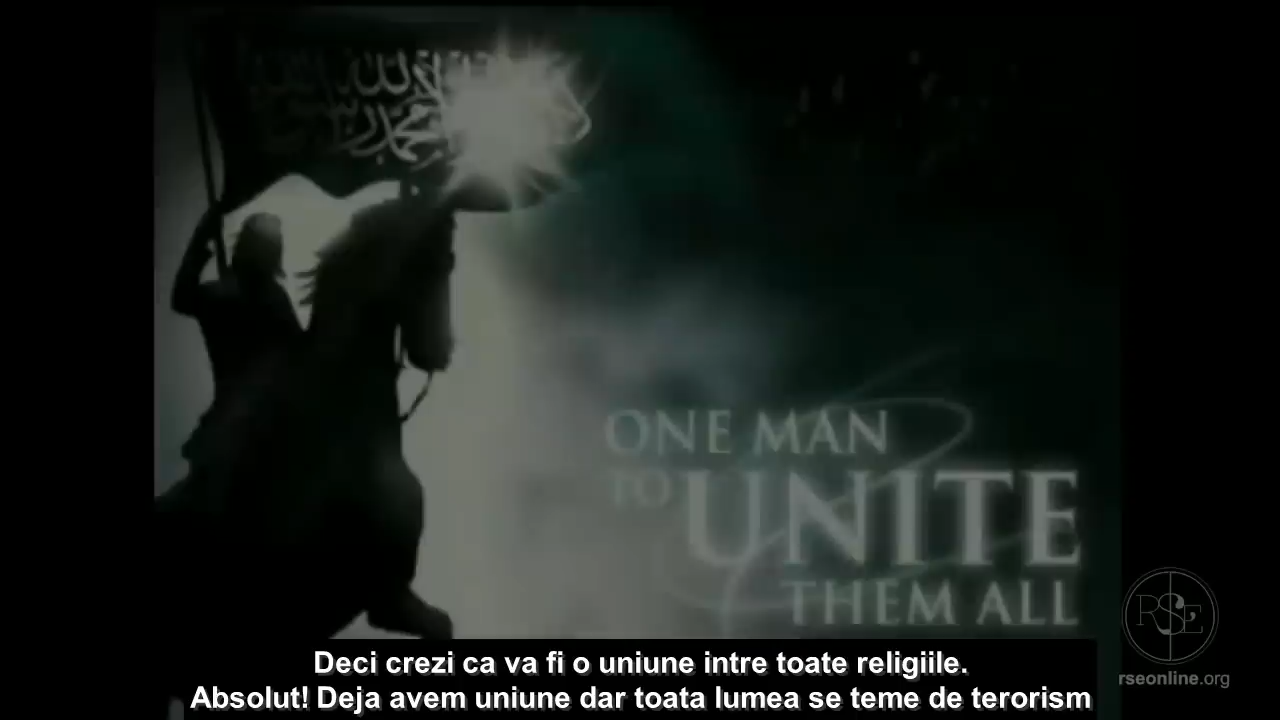 ONE MAN
TO UNITE
THEM ALL
RSE
rseonline.org
Deci crezi ca va fi o uniune intre toate religiile.
Absolut! Deja avem uniune dar toata lumea se teme de terorism